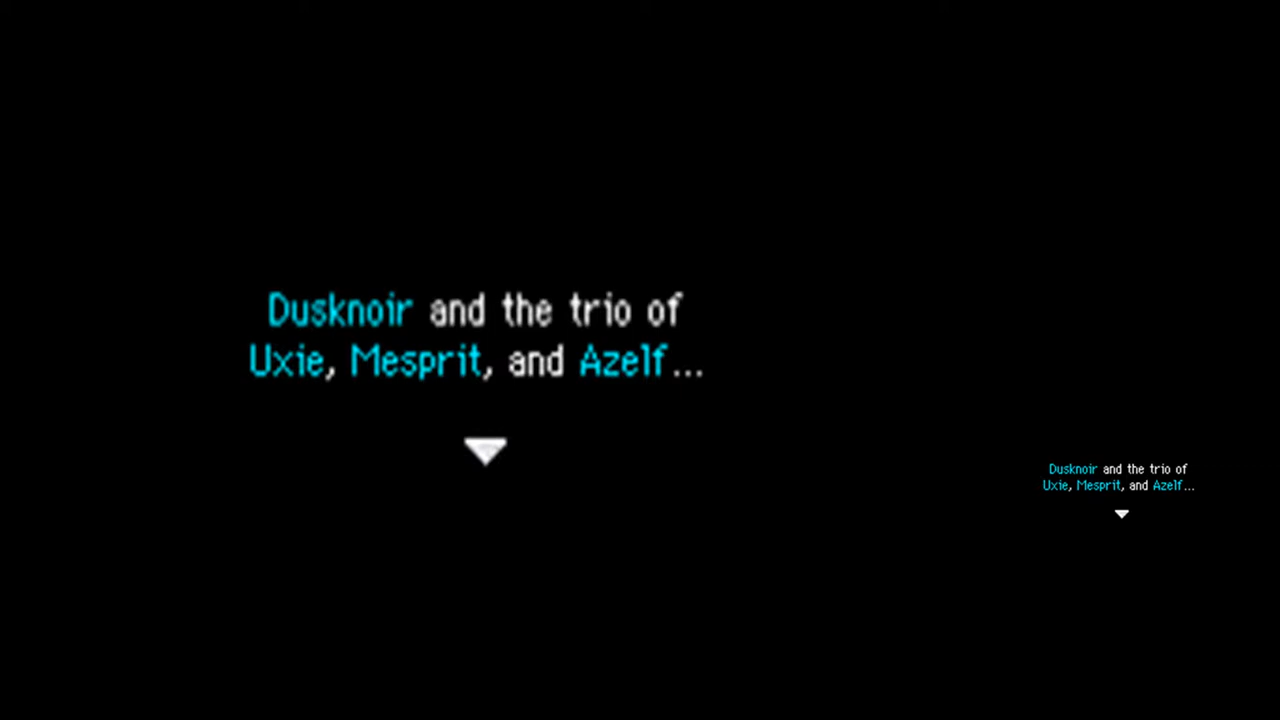 Dusknoir and the trio of
Uxie, Mesprit, and Azelf...
Dusknoir and the trio of
Uxie, Mesprit, and Azelf...